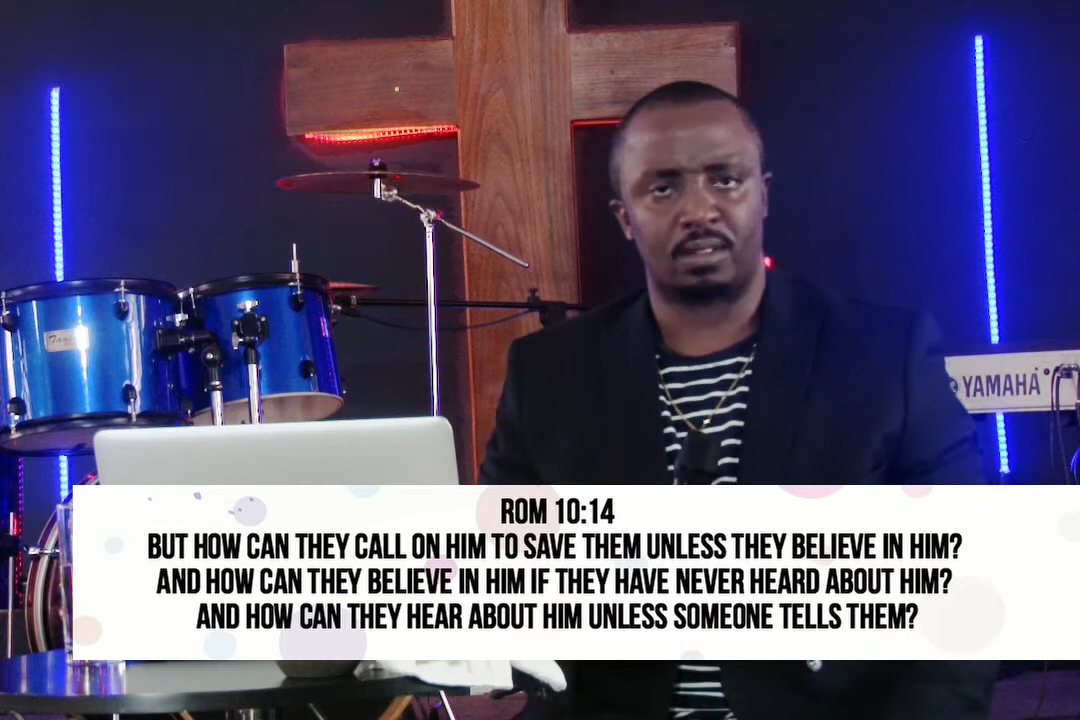 YAMAHA
ROM 10:14
BUT HOW CAN THEY CALL ON HIM TO SAVE THEM UNLESS THEY BELIEVE IN HIM?
AND HOW CAN THEY BELIEVE IN HIM IF THEY HAVE NEVER HEARD ABOUT HIM?
AND HOW CAN THEY HEAR ABOUT HIM UNLESS SOMEONE TELLS THEM?